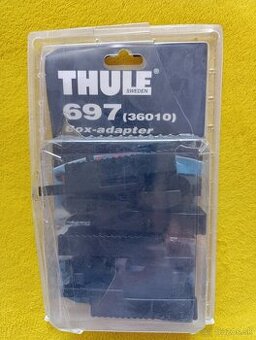 THULE®
SWEDEN
697 (36010)
Box-adapter